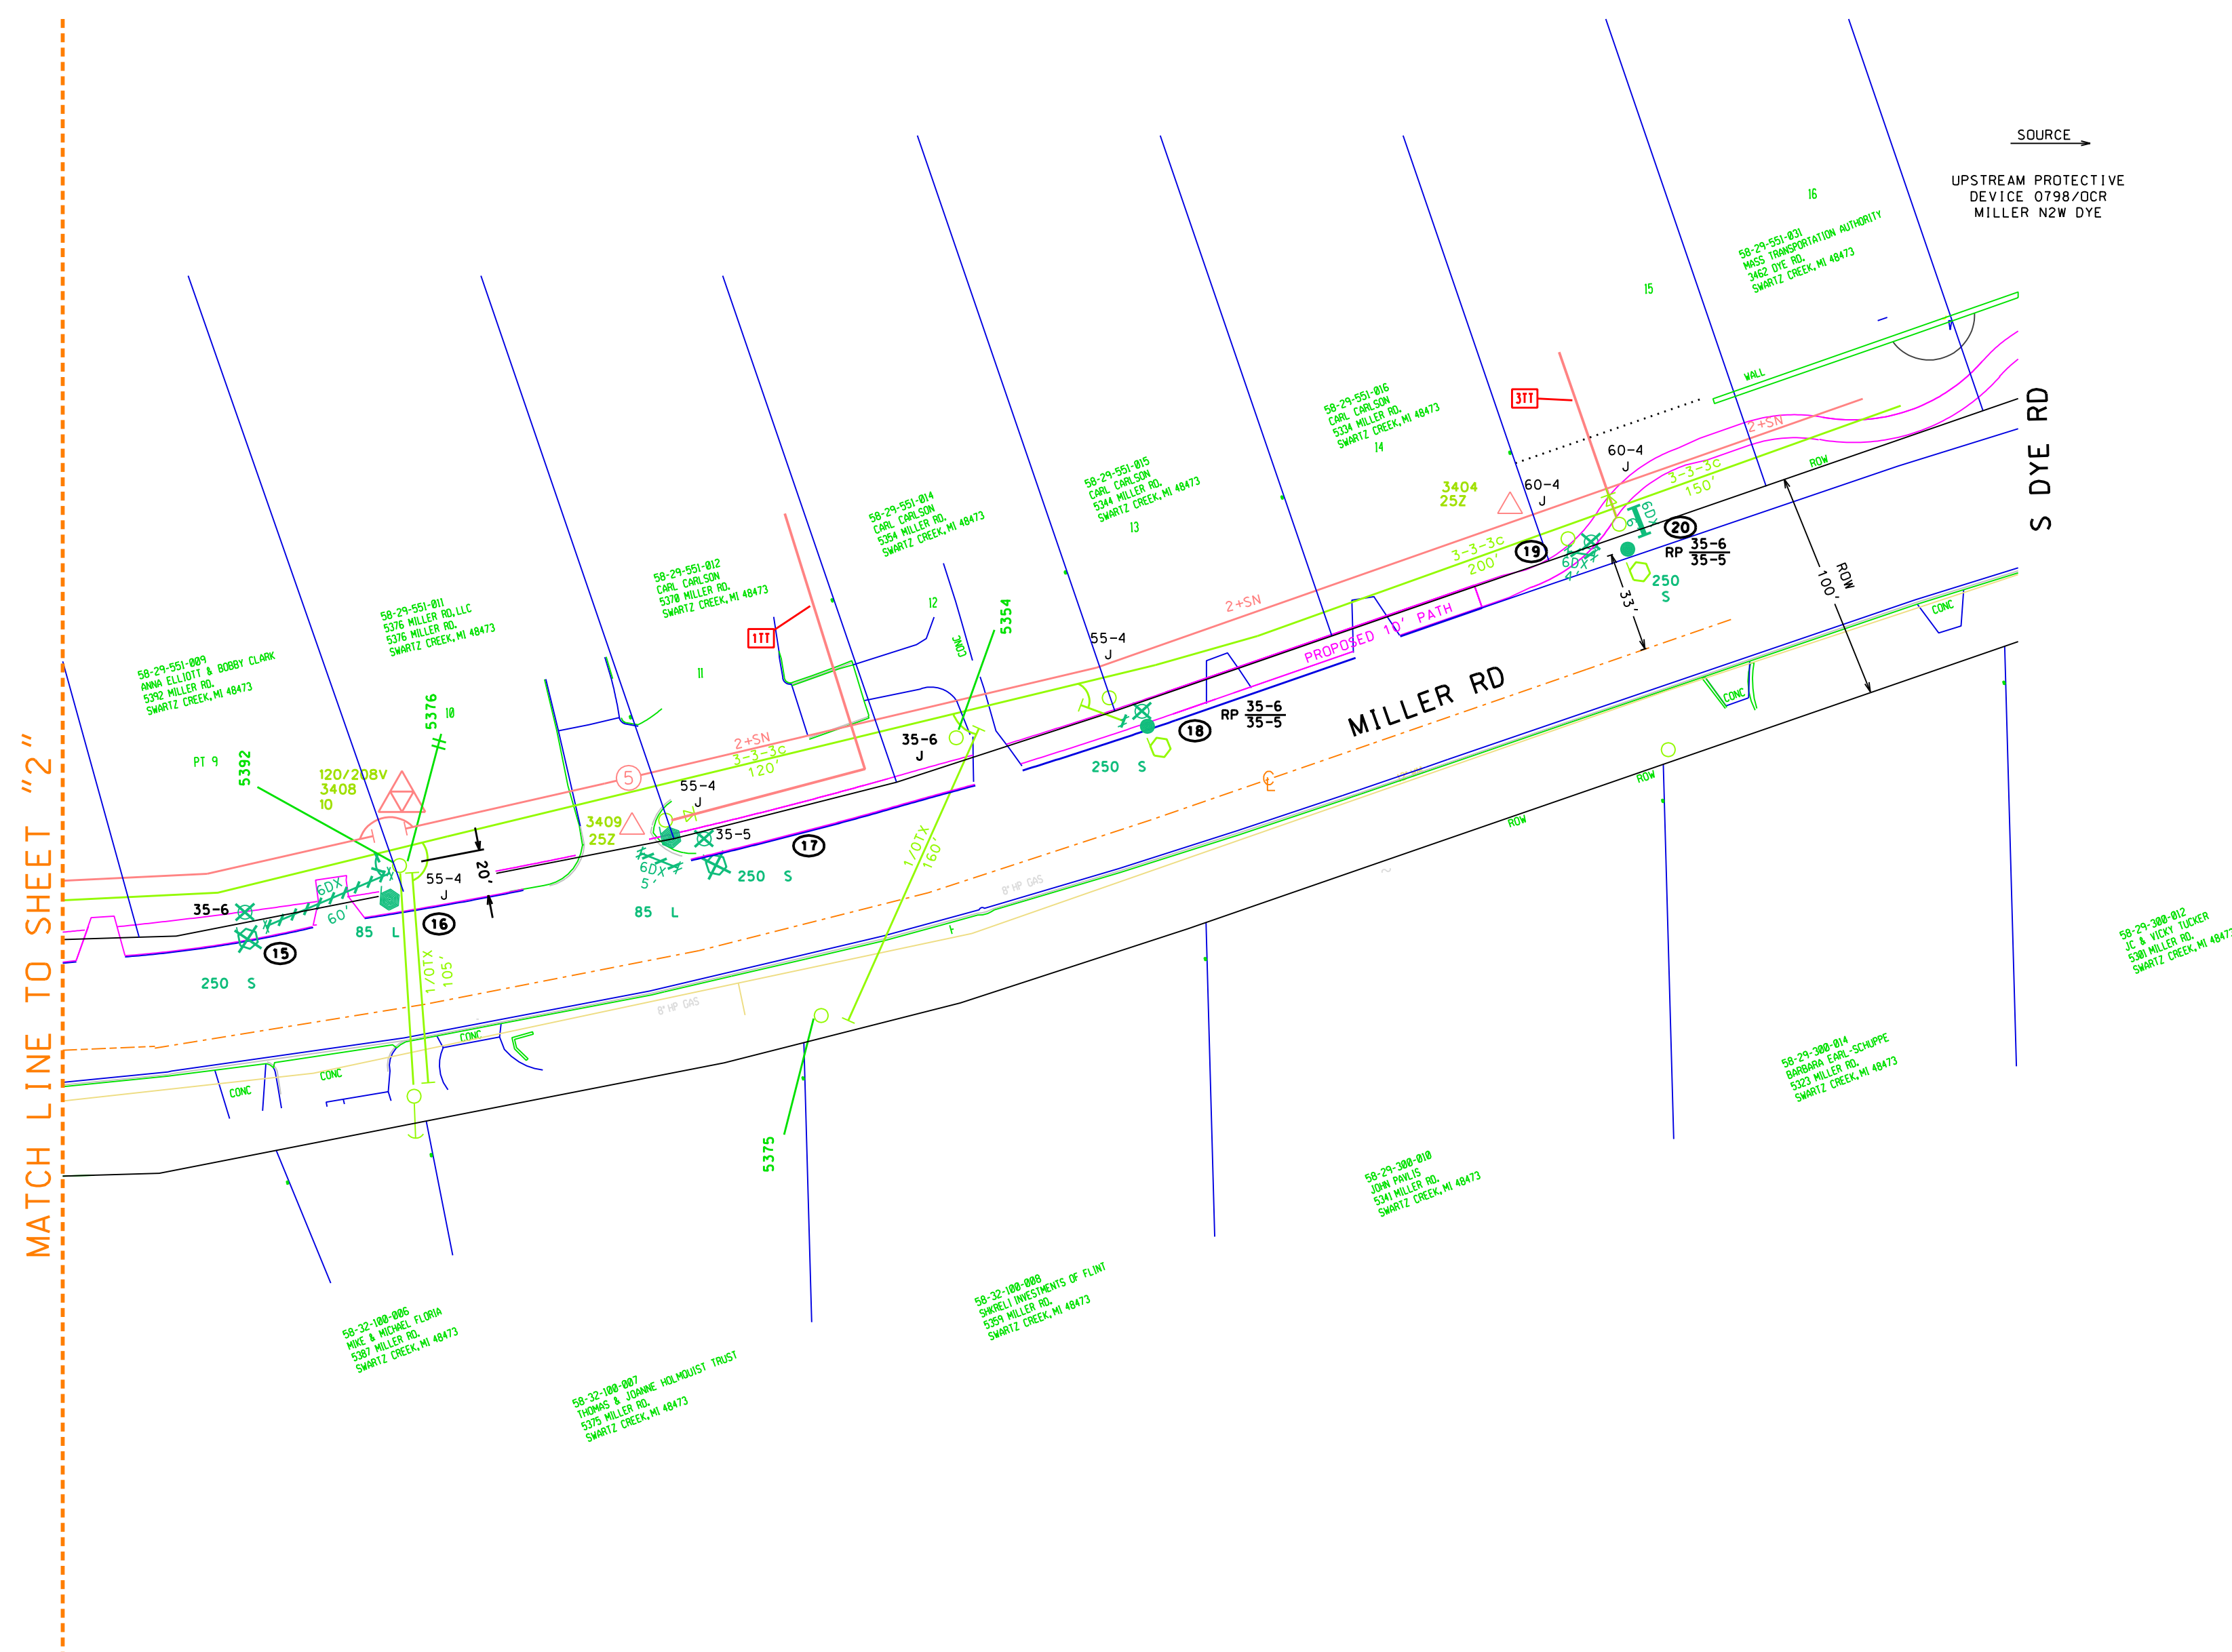 SOURCE
UPSTREAM PROTECTIVE
DEVICE 0798/OCR
MILLER N2W DYE
16
58-29-551-031
MASS TRANSPORTATION AUTHORITY
3462 DYE RD.
SWARTZ CREEK, MI 48473
15
WALL
S DYE RD
58-29-551-016
CARL CARLSON
5334 MILLER RD.
SWARTZ CREEK, MI 48473
14
3TT
2+SN
60-4
J
60-4
J
3404
25Z
3-3-3c
150'
ROW
58-29-551-015
CARL CARLSON
5344 MILLER RD.
SWARTZ CREEK, MI 48473
13
58-29-551-014
CARL CARLSON
5354 MILLER RD.
SWARTZ CREEK, MI 48473
12
58-29-551-012
CARL CARLSON
5370 MILLER RD.
SWARTZ CREEK, MI 48473
11
58-29-551-011
5376 MILLER RD, LLC
5376 MILLER RD.
SWARTZ CREEK, MI 48473
10
58-29-551-009
ANNA ELLIOTT & BOBBY CLARK
5392 MILLER RD.
SWARTZ CREEK, MI 48473
PT 9
3-3-3c
200'
19
6DX
4'
6DX
6'
20
RP 35-6
35-5
250
S
33'
ROW
100'
CONC
2+SN
PROPOSED 10' PATH
MILLER RD
1TT
CONC
5354
55-4
J
35-6
J
RP 35-6
35-5
18
250 S
CONC
ROW
ROW
2+SN
3-3-3c
120'
5
55-4
J
3409
25Z
35-5
17
6DX
5'
250 S
85 L
5376
5392
120/208V
3408
10
20'
55-4
J
16
85 L
6DX
60'
35-6
15
250 S
1/0TX
105'
1/0TX
160'
8"HP GAS
8"HP GAS
CONC
CONC
CONC
5375
MATCH LINE TO SHEET "2"
58-29-300-012
JC & VICKY TUCKER
5301 MILLER RD.
SWARTZ CREEK, MI 48473
58-29-300-014
BARBARA EARL-SCHUPPE
5323 MILLER RD.
SWARTZ CREEK, MI 48473
58-29-300-010
JOHN PAVLIS
5341 MILLER RD.
SWARTZ CREEK, MI 48473
58-32-100-008
SHKRELI INVESTMENTS OF FLINT
5359 MILLER RD.
SWARTZ CREEK, MI 48473
58-32-100-006
MIKE & MICHAEL FLORIA
5387 MILLER RD.
SWARTZ CREEK, MI 48473
58-32-100-007
THOMAS & JOANNE HOLMQUIST TRUST
5375 MILLER RD.
SWARTZ CREEK, MI 48473